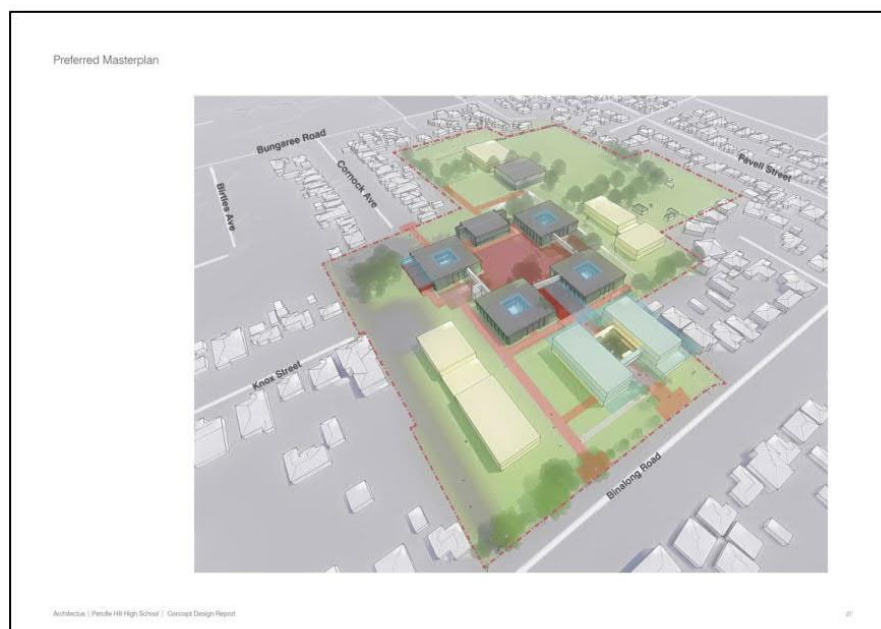 Preferred Masterplan
Bungaree Road
Birtles Ave
Cornock Ave
Favell Street
Knox Street
Binalong Road
Architectus | Pendle Hill High School | Concept Design Report